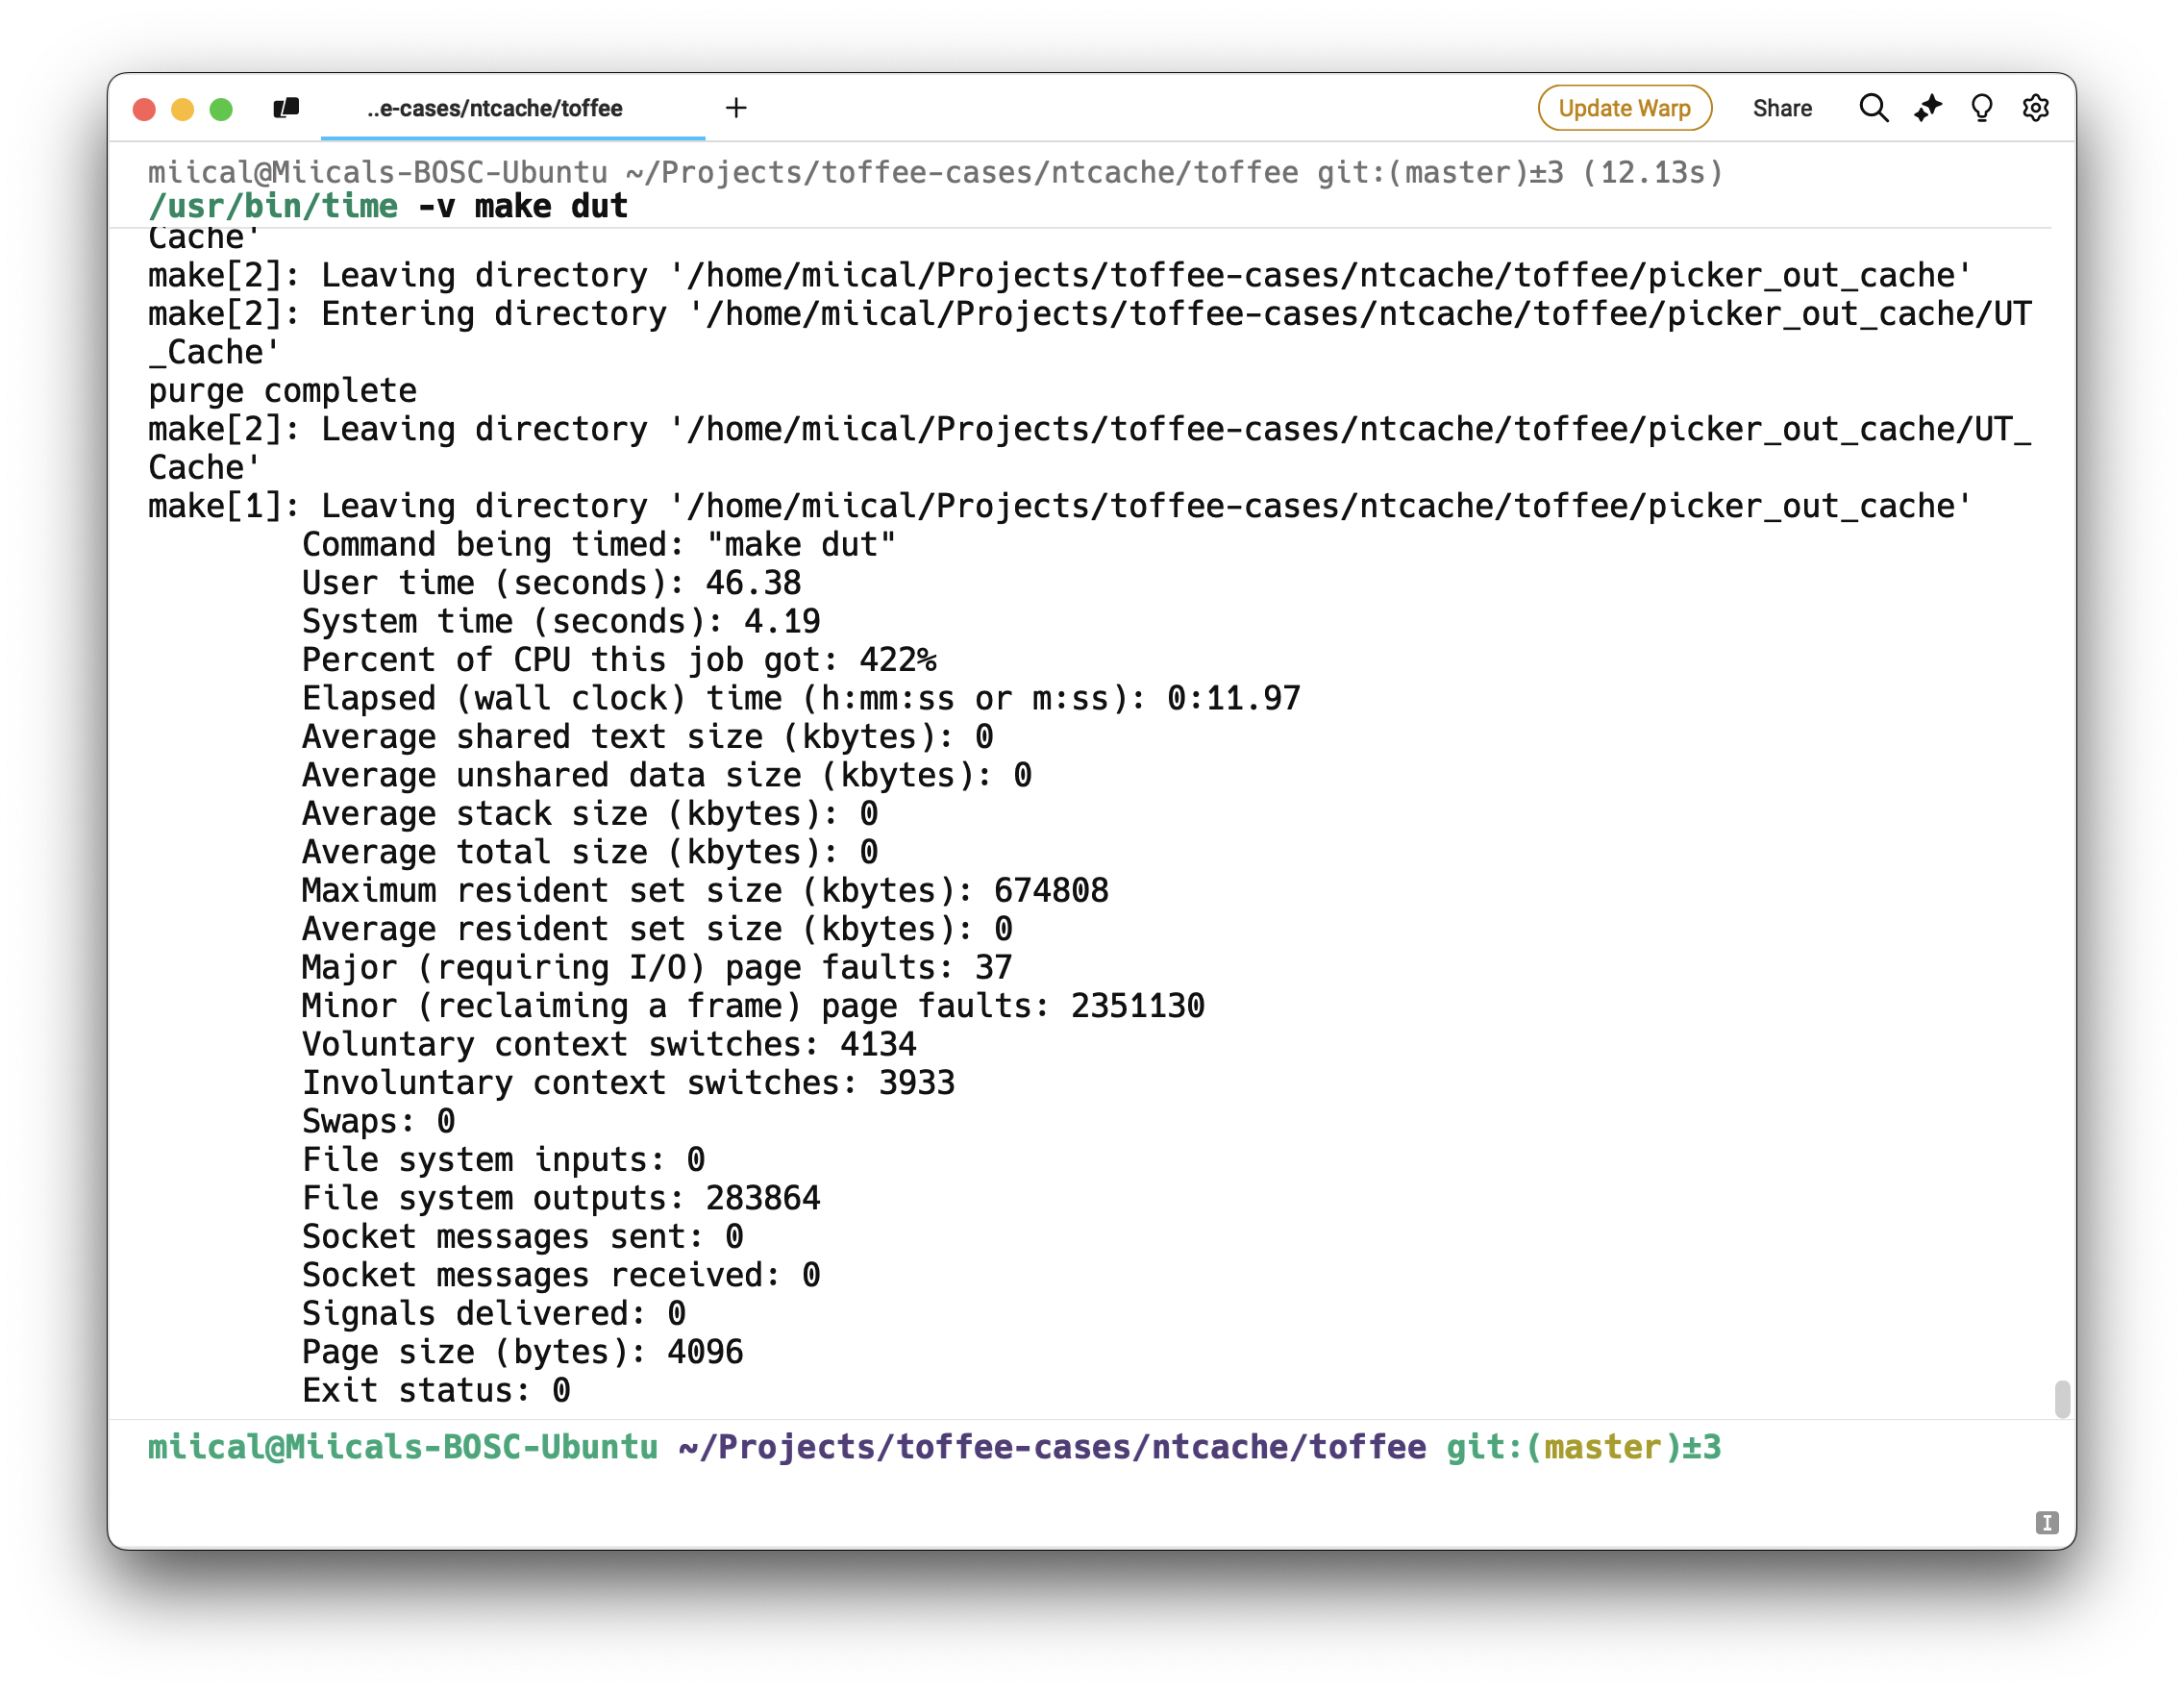 ..e-cases/ntcache/toffee
Update Warp
Share
miical@Miicals-BOSC-Ubuntu ~/Projects/toffee-cases/ntcache/toffee git:(master)±3 (12.13s)
/usr/bin/time -v make dut
Cache'
make[2]: Leaving directory '/home/miical/Projects/toffee-cases/ntcache/toffee/picker_out_cache'
make[2]: Entering directory '/home/miical/Projects/toffee-cases/ntcache/toffee/picker_out_cache/UT
_Cache'
purge complete
make[2]: Leaving directory '/home/miical/Projects/toffee-cases/ntcache/toffee/picker_out_cache/UT_
Cache'
make[1]: Leaving directory '/home/miical/Projects/toffee-cases/ntcache/toffee/picker_out_cache'
Command being timed: "make dut"
User time (seconds): 46.38
System time (seconds): 4.19
Percent of CPU this job got: 422%
Elapsed (wall clock) time (h:mm:ss or m:ss): 0:11.97
Average shared text size (kbytes): 0
Average unshared data size (kbytes): 0
Average stack size (kbytes): 0
Average total size (kbytes): 0
Maximum resident set size (kbytes): 674808
Average resident set size (kbytes): 0
Major (requiring I/O) page faults: 37
Minor (reclaiming a frame) page faults: 2351130
Voluntary context switches: 4134
Involuntary context switches: 3933
Swaps: 0
File system inputs: 0
File system outputs: 283864
Socket messages sent: 0
Socket messages received: 0
Signals delivered: 0
Page size (bytes): 4096
Exit status: 0
miical@Miicals-BOSC-Ubuntu ~/Projects/toffee-cases/ntcache/toffee git:(master)±3
I